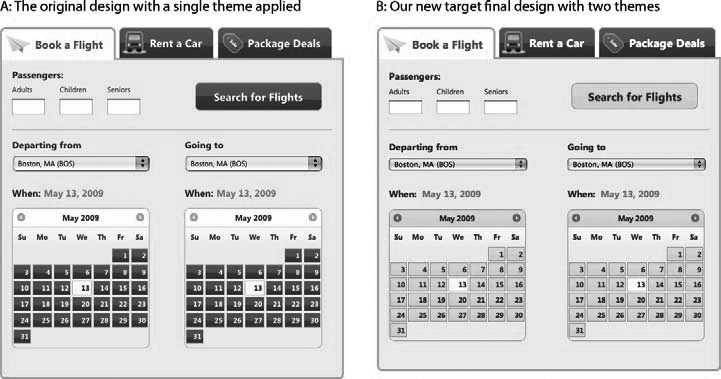 A: The original design with a single theme applied
Book a Flight Rent a Car Package Deals
Passengers:
Adults Children Seniors
Search for Flights
Departing from Going to
Boston, MA (BOS) Boston, MA (BOS)
When: May 13, 2009 When: May 13, 2009
May 2009 May 2009
Su Mo Tu We Th Fr Sa Su Mo Tu We Th Fr Sa
1 2 1 2
3 4 5 6 7 8 9 3 4 5 6 7 8 9
10 11 12 13 14 15 16 10 11 12 13 14 15 16
17 18 19 20 21 22 23 17 18 19 20 21 22 23
24 25 26 27 28 29 30 24 25 26 27 28 29 30
31 31
B: Our new target final design with two themes
Book a Flight Rent a Car Package Deals
Passengers:
Adults Children Seniors
Search for Flights
Departing from Going to
Boston, MA (BOS) Boston, MA (BOS)
When: May 13, 2009 When: May 13, 2009
May 2009 May 2009
Su Mo Tu We Th Fr Sa Su Mo Tu We Th Fr Sa
1 2 1 2
3 4 5 6 7 8 9 3 4 5 6 7 8 9
10 11 12 13 14 15 16 10 11 12 13 14 15 16
17 18 19 20 21 22 23 17 18 19 20 21 22 23
24 25 26 27 28 29 30 24 25 26 27 28 29 30
31 31